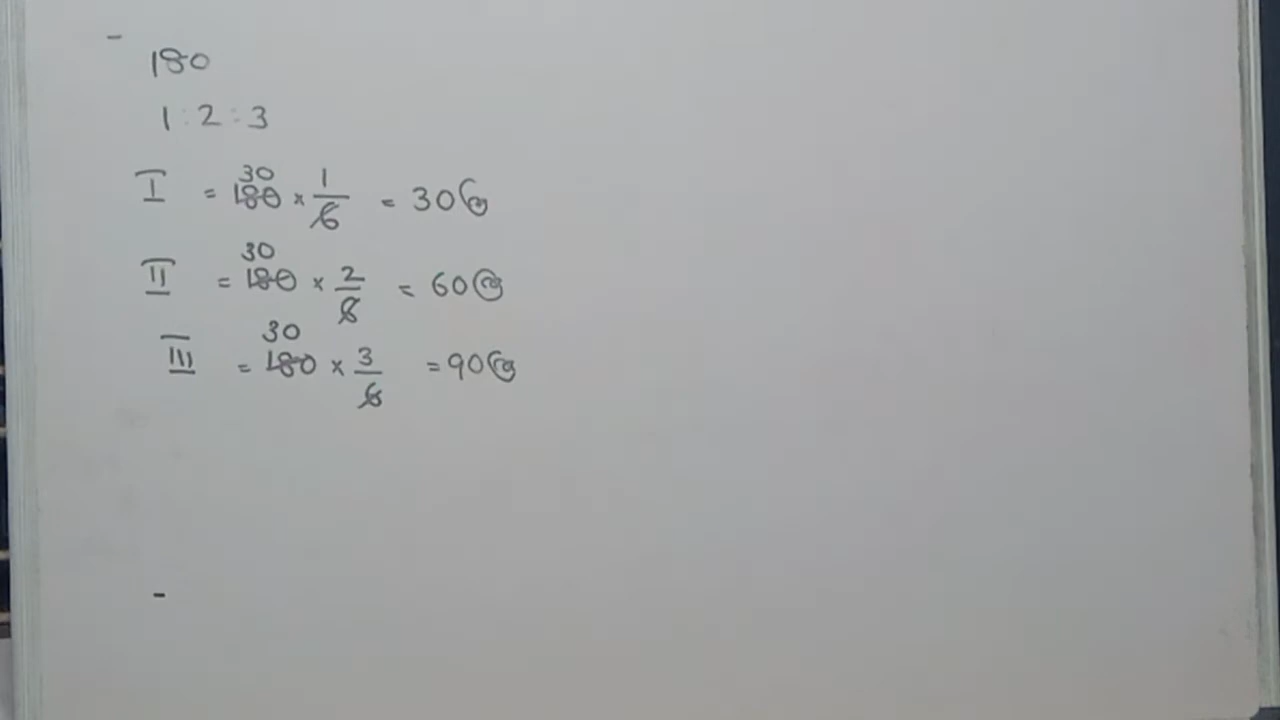 180
1 : 2 : 3
I = 180 30 × 1/6 = 30
II = 180 30 × 2/6 = 60
III = 180 30 × 3/6 = 90